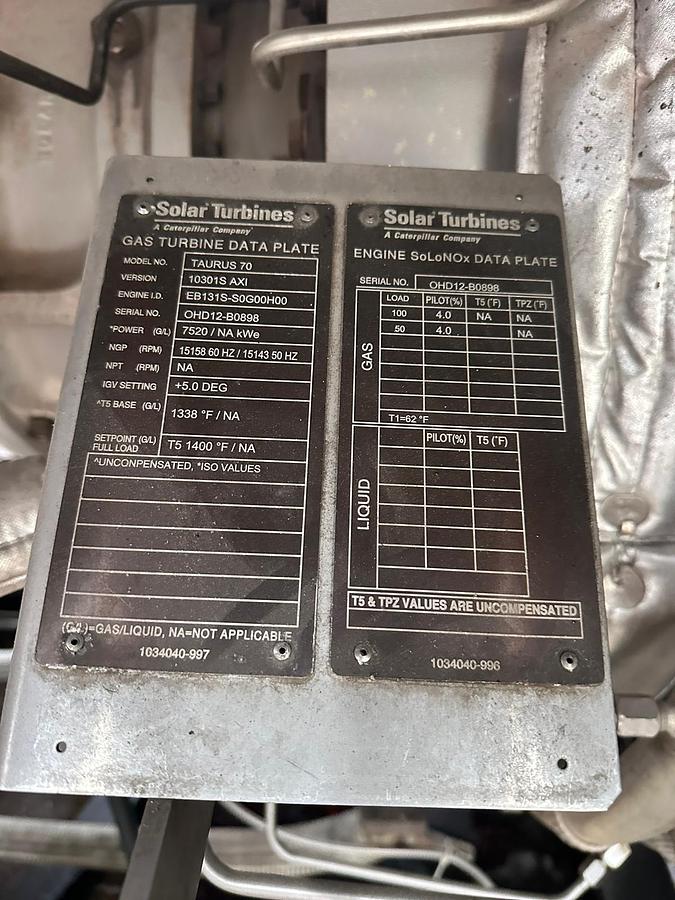 Solar Turbines
A Caterpillar Company
GAS TURBINE DATA PLATE
MODEL NO. TAURUS 70
VERSION 10301S AXI
ENGINE I.D. EB131S-S0G00H00
SERIAL NO. OHD12-B0898
*POWER (G/L) 7520 / NA kWe
NGP (RPM) 15158 60 HZ / 15143 50 HZ
NPT (RPM) NA
IGV SETTING +5.0 DEG
^T5 BASE (G/L) 1338 °F / NA
SETPOINT (G/L)
FULL LOAD T5 1400 °F / NA
^UNCONPENSATED, *ISO VALUES
(G/L)=GAS/LIQUID, NA=NOT APPLICABLE
1034040-997
Solar Turbines
A Caterpillar Company
ENGINE SoLoNOx DATA PLATE
SERIAL NO. OHD12-B0898
LOAD PILOT(%) T5 (°F) TPZ (°F)
100 4.0 NA NA
50 4.0 NA
GAS
T1=62 °F
PILOT(%) T5 (°F)
LIQUID
T5 & TPZ VALUES ARE UNCOMPENSATED
1034040-996